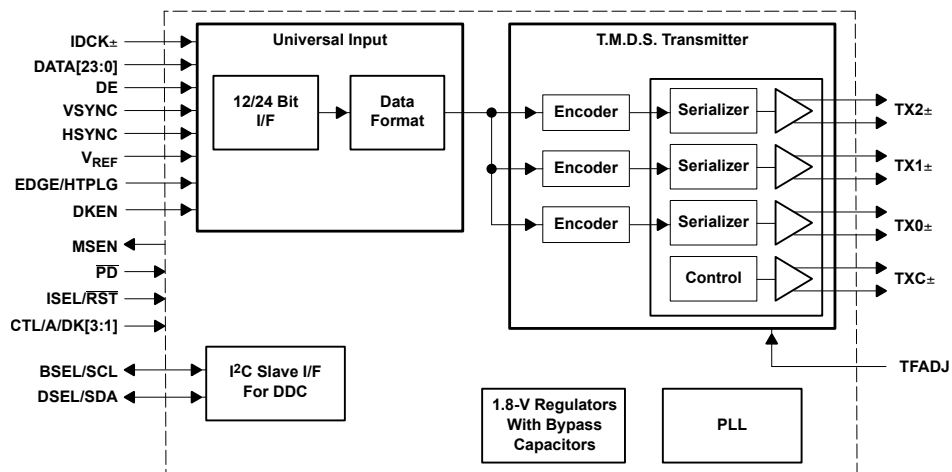 Universal Input
T.M.D.S. Transmitter
IDCK±
DATA[23:0]
DE
VSYNC
HSYNC
VREF
EDGE/HTPLG
DKEN
MSEN
PD
ISEL/RST
CTL/A/DK[3:1]
BSEL/SCL
DSEL/SDA
12/24 Bit
I/F
Data
Format
Encoder
Serializer
TX2±
Encoder
Serializer
TX1±
Encoder
Serializer
TX0±
Control
TXC±
TFADJ
I2C Slave I/F
For DDC
1.8-V Regulators
With Bypass
Capacitors
PLL